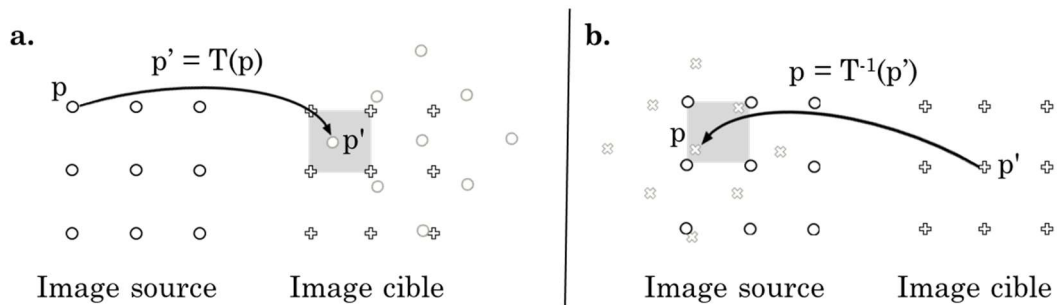 a.
p' = T(p)
p
p'
Image source
Image cible
b.
p = T⁻¹(p')
p
p'
Image source
Image cible